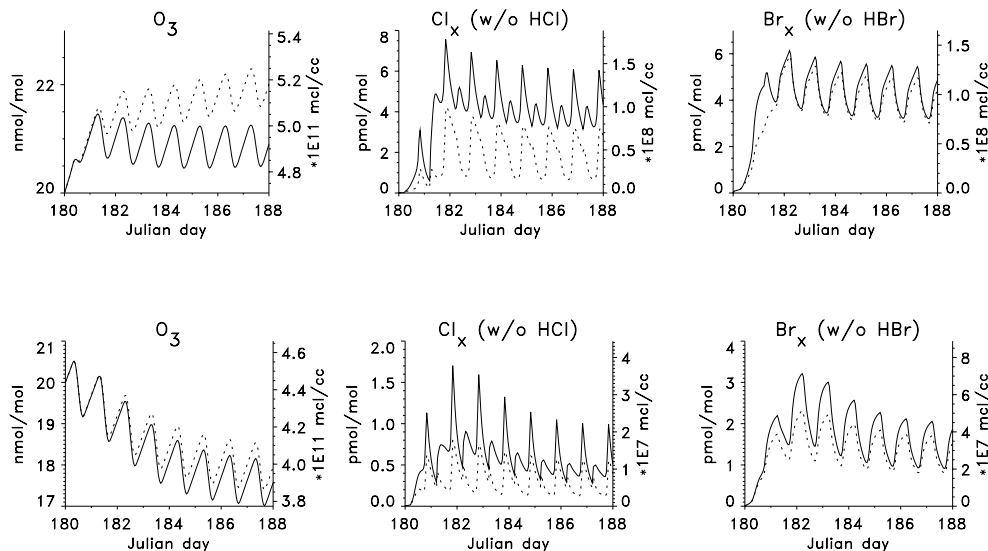 O3
Clx (w/o HCl)
Brx (w/o HBr)
nmol/mol
22
20
5.4
5.2
5.0
4.8
*1E11 mcl/cc
180 182 184 186 188
Julian day
pmol/mol
8
6
4
2
0
1.5
1.0
0.5
0.0
*1E8 mcl/cc
180 182 184 186 188
Julian day
pmol/mol
6
4
2
0
1.5
1.0
0.5
0.0
*1E8 mcl/cc
180 182 184 186 188
Julian day
O3
Clx (w/o HCl)
Brx (w/o HBr)
nmol/mol
21
20
19
18
17
4.6
4.4
4.2
4.0
3.8
*1E11 mcl/cc
180 182 184 186 188
Julian day
pmol/mol
2.0
1.5
1.0
0.5
0.0
4
3
2
1
0
*1E7 mcl/cc
180 182 184 186 188
Julian day
pmol/mol
4
3
2
1
0
8
6
4
2
0
*1E7 mcl/cc
180 182 184 186 188
Julian day